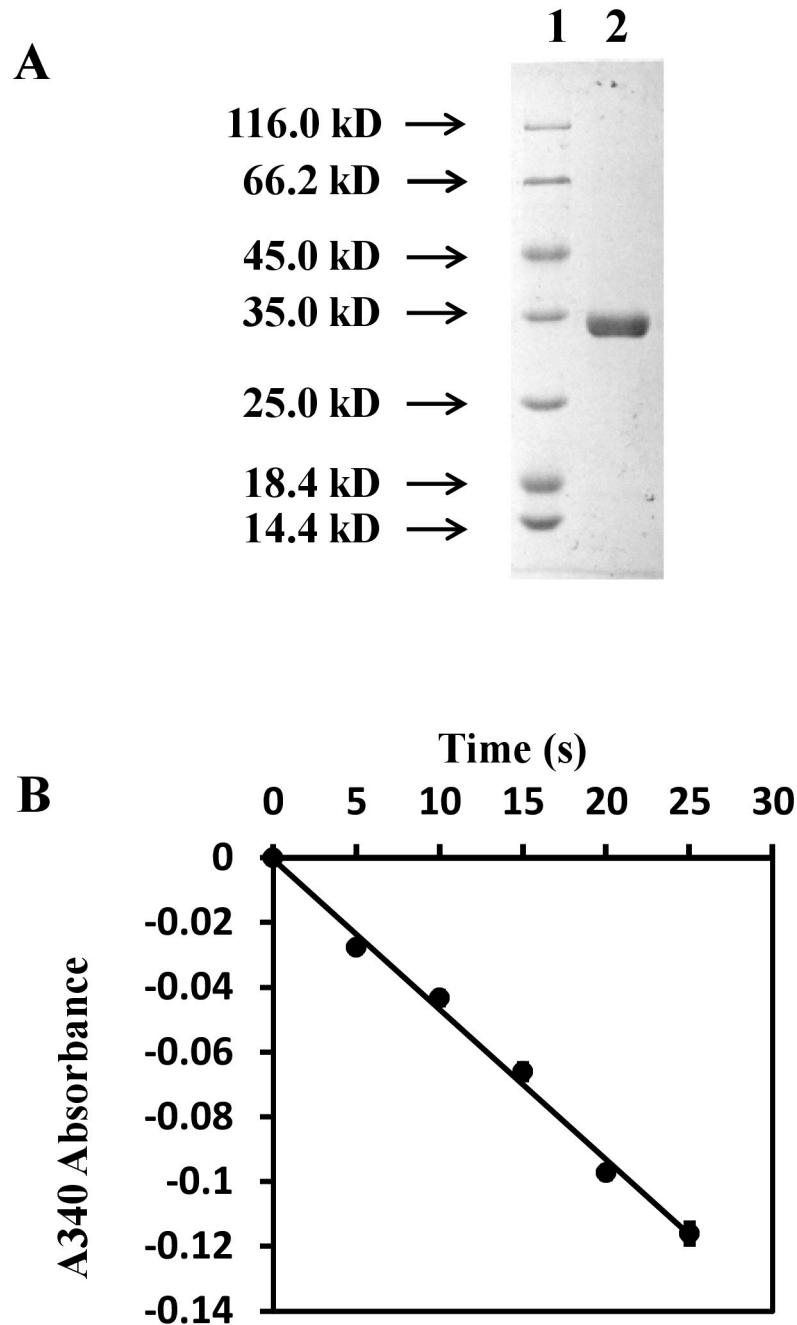 1 2
A
116.0 kD
66.2 kD
45.0 kD
35.0 kD
25.0 kD
18.4 kD
14.4 kD
Time (s)
B
0 5 10 15 20 25 30
0
-0.02
-0.04
-0.06
-0.08
-0.1
-0.12
-0.14
A340 Absorbance